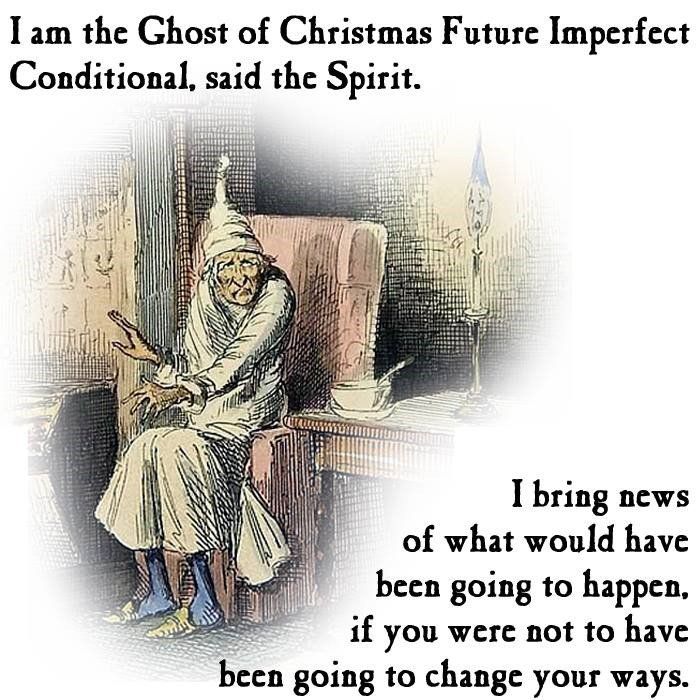 I am the Ghost of Christmas Future Imperfect
Conditional, said the Spirit.
I bring news
of what would have
been going to happen,
if you were not to have
been going to change your ways.